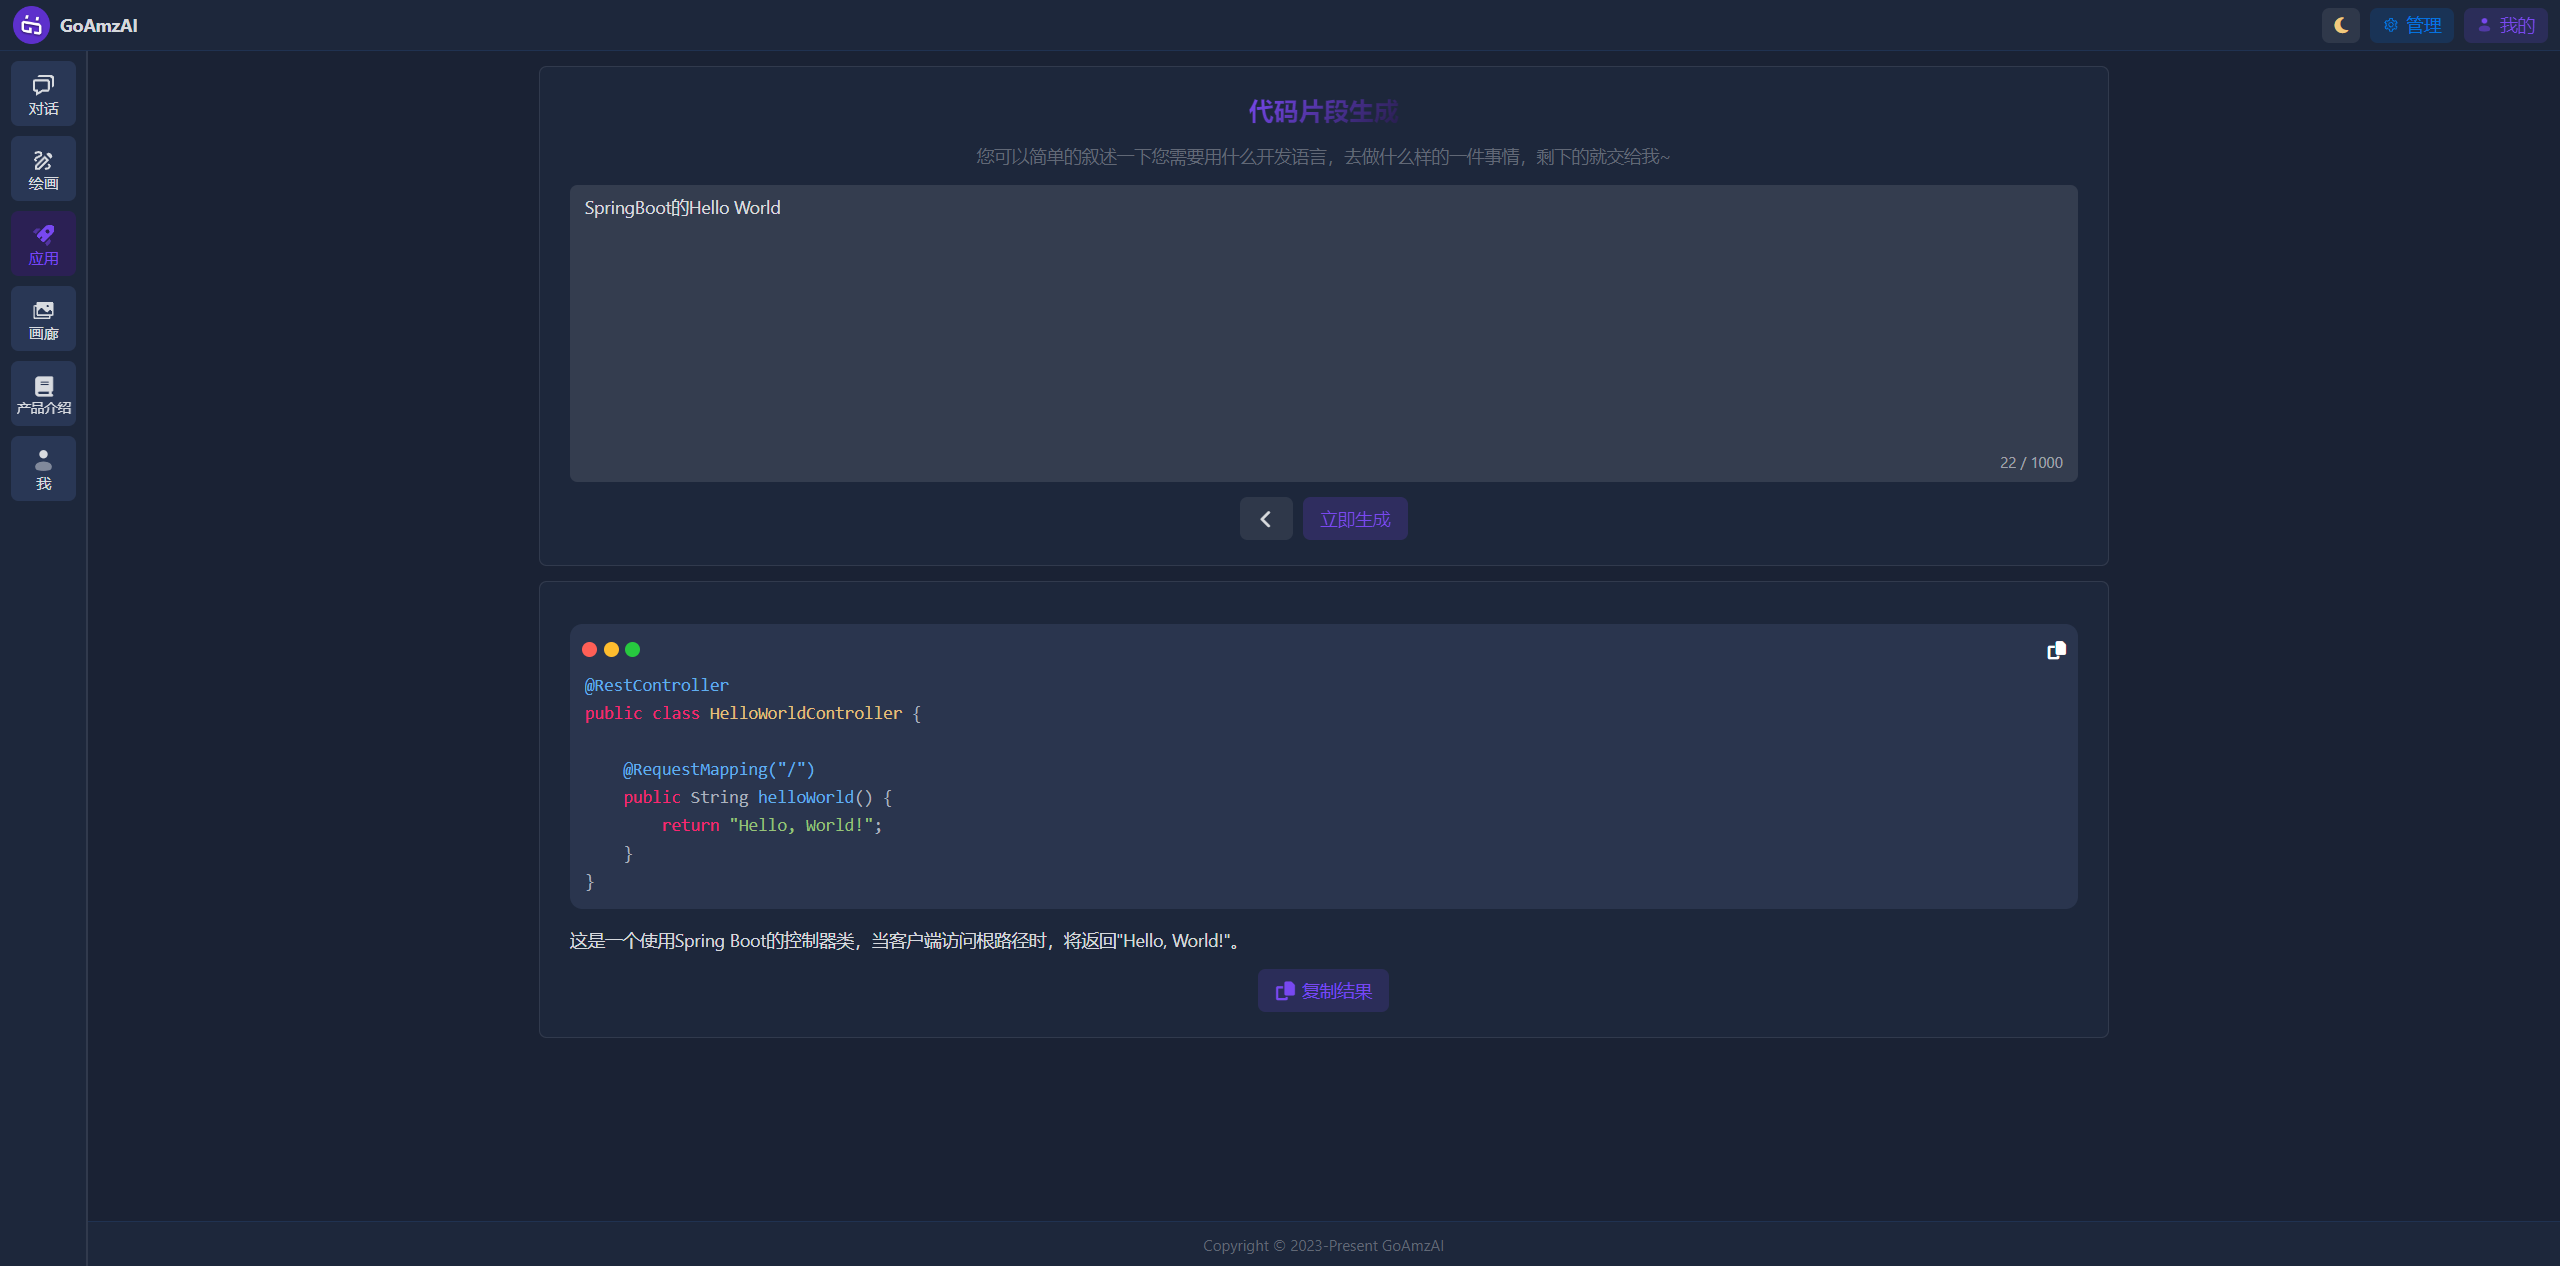 GoAmzAI
管理
我的
对话
绘画
应用
画廊
产品介绍
我
代码片段生成
您可以简单的叙述一下您需要用什么开发语言，去做什么样的一件事情，剩下的就交给我~
SpringBoot的Hello World
22 / 1000
立即生成
@RestController
public class HelloWorldController {
    @RequestMapping("/")
    public String helloWorld() {
        return "Hello, World!";
    }
}
这是一个使用Spring Boot的控制器类，当客户端访问根路径时，将返回"Hello, World!"。
复制结果
Copyright © 2023-Present GoAmzAI